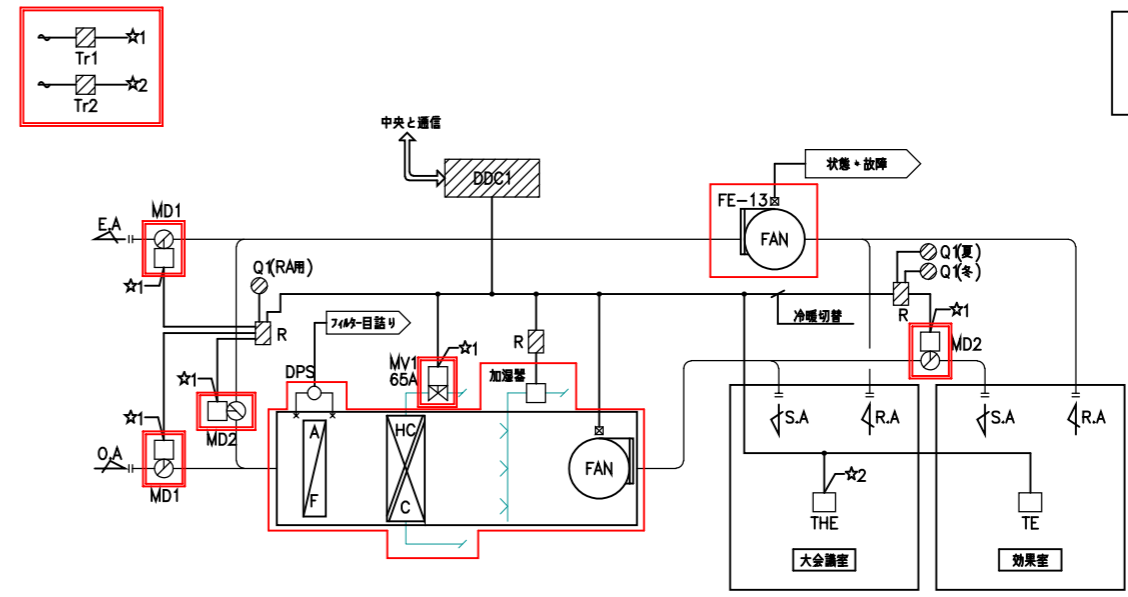 ☆1
Tr1
☆2
Tr2
中央と通信
DDC1
状態・故障
FE-13
FAN
MD1
E.A
☆1
Q1(RA用)
R
Q1(夏)
Q1(冬)
R
冷暖切替
☆1
MD2
フィルター目詰り
DPS
MV1
65A
☆1
R
加湿器
☆1
MD2
☆1
O.A
MD1
A
F
HC
C
FAN
S.A
R.A
S.A
R.A
☆2
THE
TE
大会議室
効果室